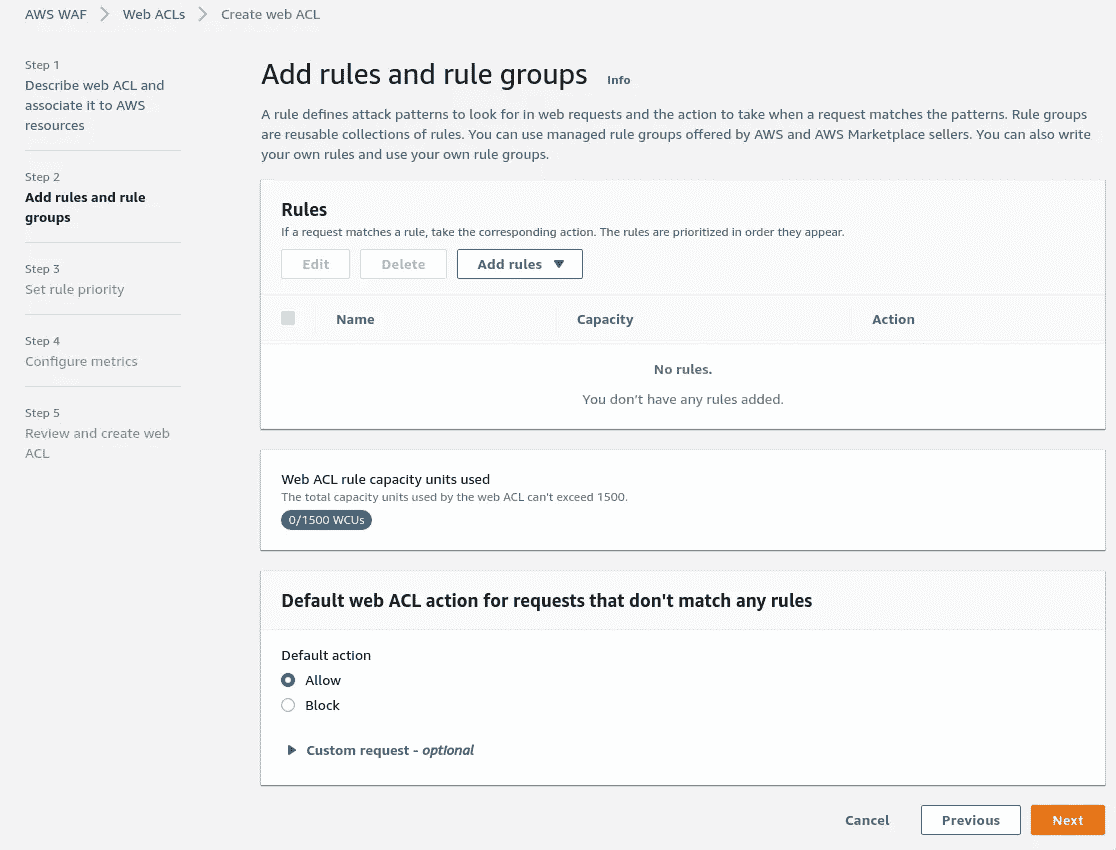 AWS WAF > Web ACLs > Create web ACL
Step 1
Describe web ACL and
associate it to AWS
resources
Step 2
Add rules and rule
groups
Step 3
Set rule priority
Step 4
Configure metrics
Step 5
Review and create web
ACL
Add rules and rule groups Info
A rule defines attack patterns to look for in web requests and the action to take when a request matches the patterns. Rule groups
are reusable collections of rules. You can use managed rule groups offered by AWS and AWS Marketplace sellers. You can also write
your own rules and use your own rule groups.
Rules
If a request matches a rule, take the corresponding action. The rules are prioritized in order they appear.
Edit Delete Add rules
Name Capacity Action
No rules.
You don't have any rules added.
Web ACL rule capacity units used
The total capacity units used by the web ACL can't exceed 1500.
0/1500 WCUs
Default web ACL action for requests that don't match any rules
Default action
Allow
Block
Custom request - optional
Cancel Previous Next